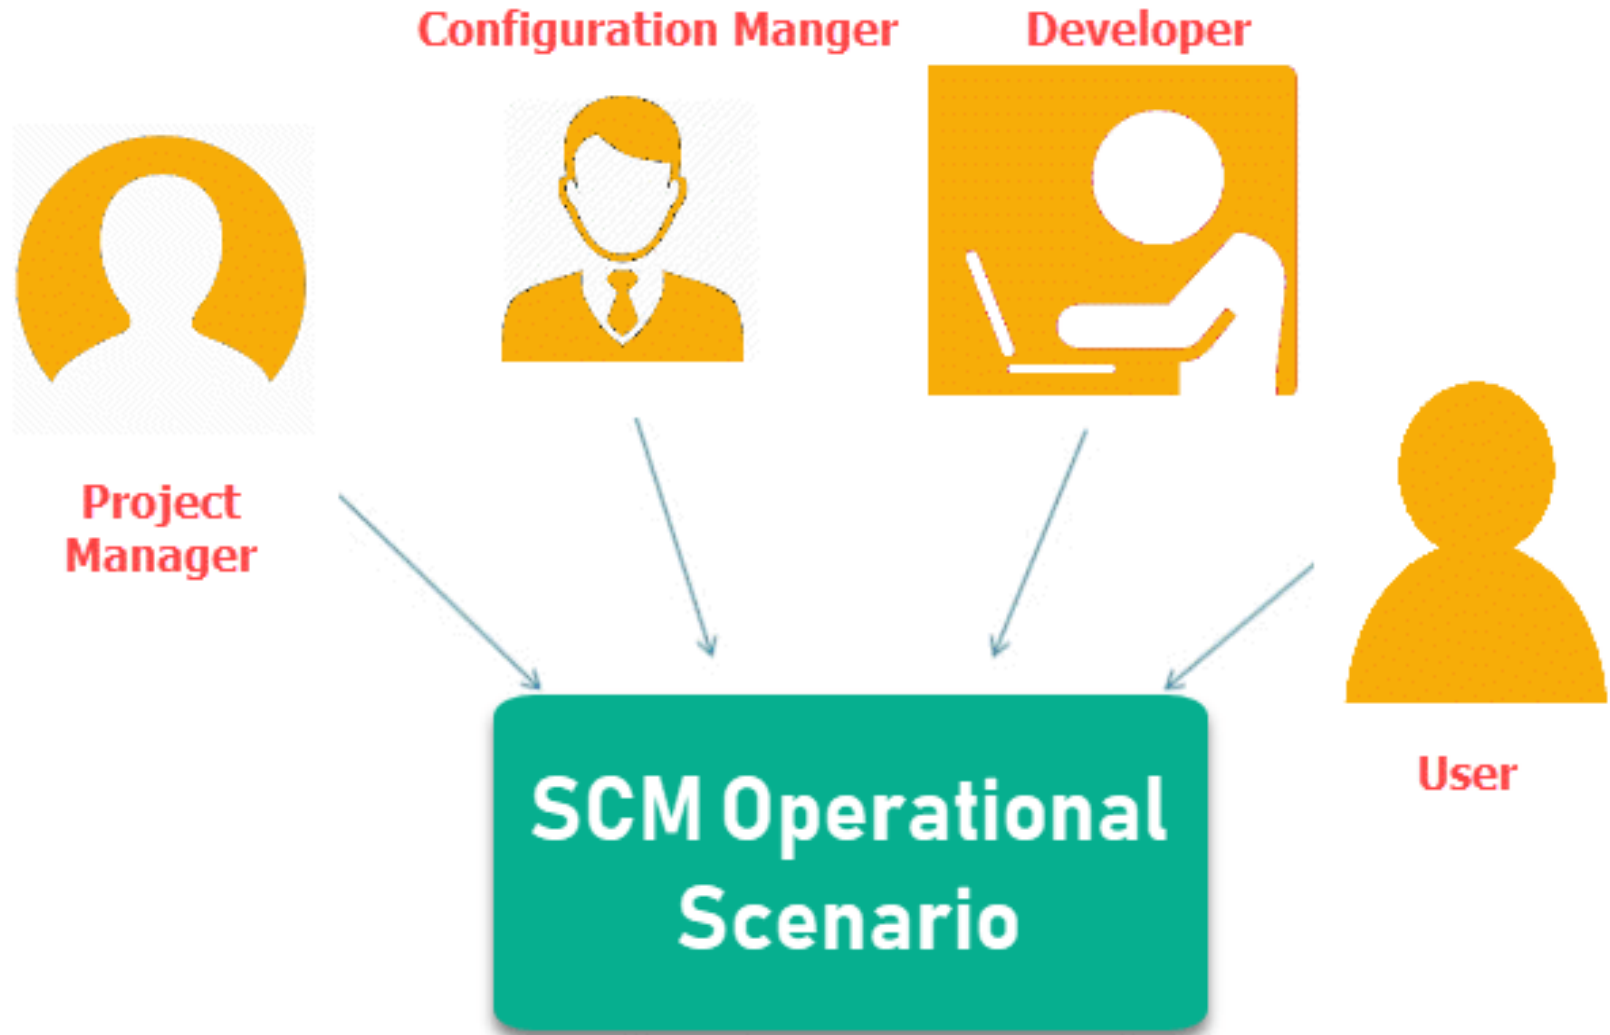 Configuration Manger
Developer
Project
Manager
User
SCM Operational
Scenario